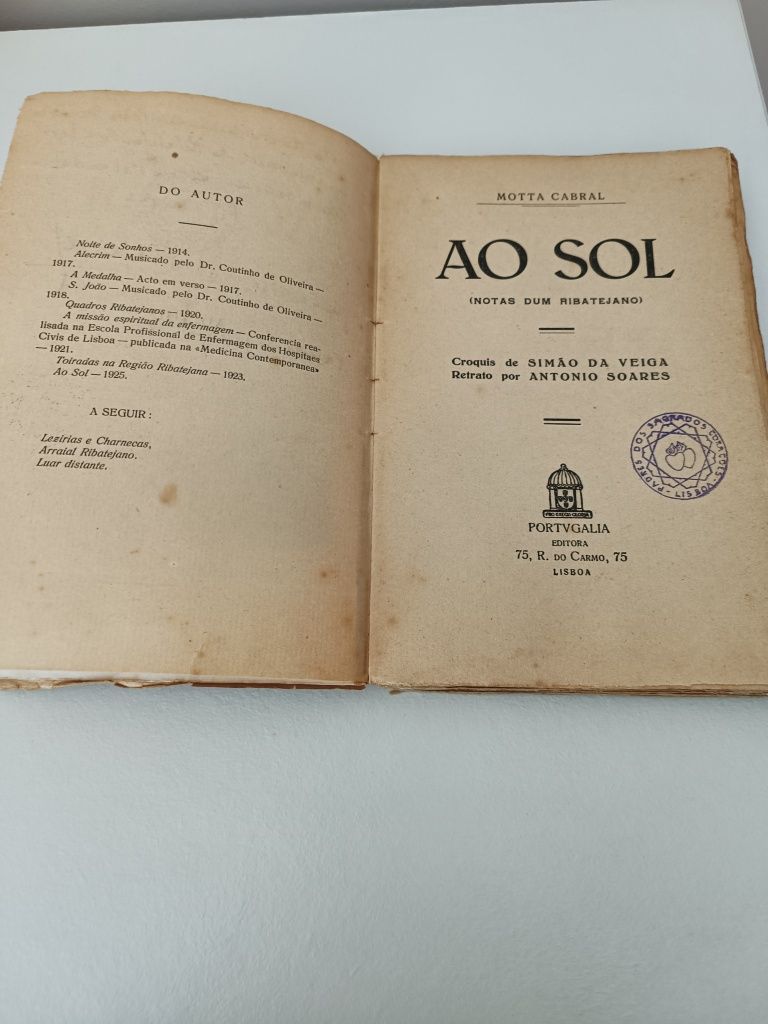 DO AUTOR
Noite de Sonhos — 1914.
Alecrim — Musicado pelo Dr. Coutinho de Oliveira —
1917.
A Medalha — Acto em verso — 1917.
S. João — Musicado pelo Dr. Coutinho de Oliveira —
1918.
Quadros Ribatejanos — 1920.
A missão espiritual da enfermagem — Conferencia rea-
lisada na Escola Profissional de Enfermagem dos Hospitaes
Civis de Lisboa — publicada na «Medicina Contemporanea»
— 1921.
Toiradas na Região Ribatejana — 1923.
Ao Sol — 1925.
A SEGUIR:
Lezirias e Charnecas,
Arraial Ribatejano.
Luar distante.
MOTTA CABRAL
AO SOL
(NOTAS DUM RIBATEJANO)
Croquis de SIMÃO DA VEIGA
Retrato por ANTONIO SOARES
PADRES DOS SAGRADOS CORAÇÕES - LISBOA -
PORTVGALIA
EDITORA
75, R. DO CARMO, 75
LISBOA